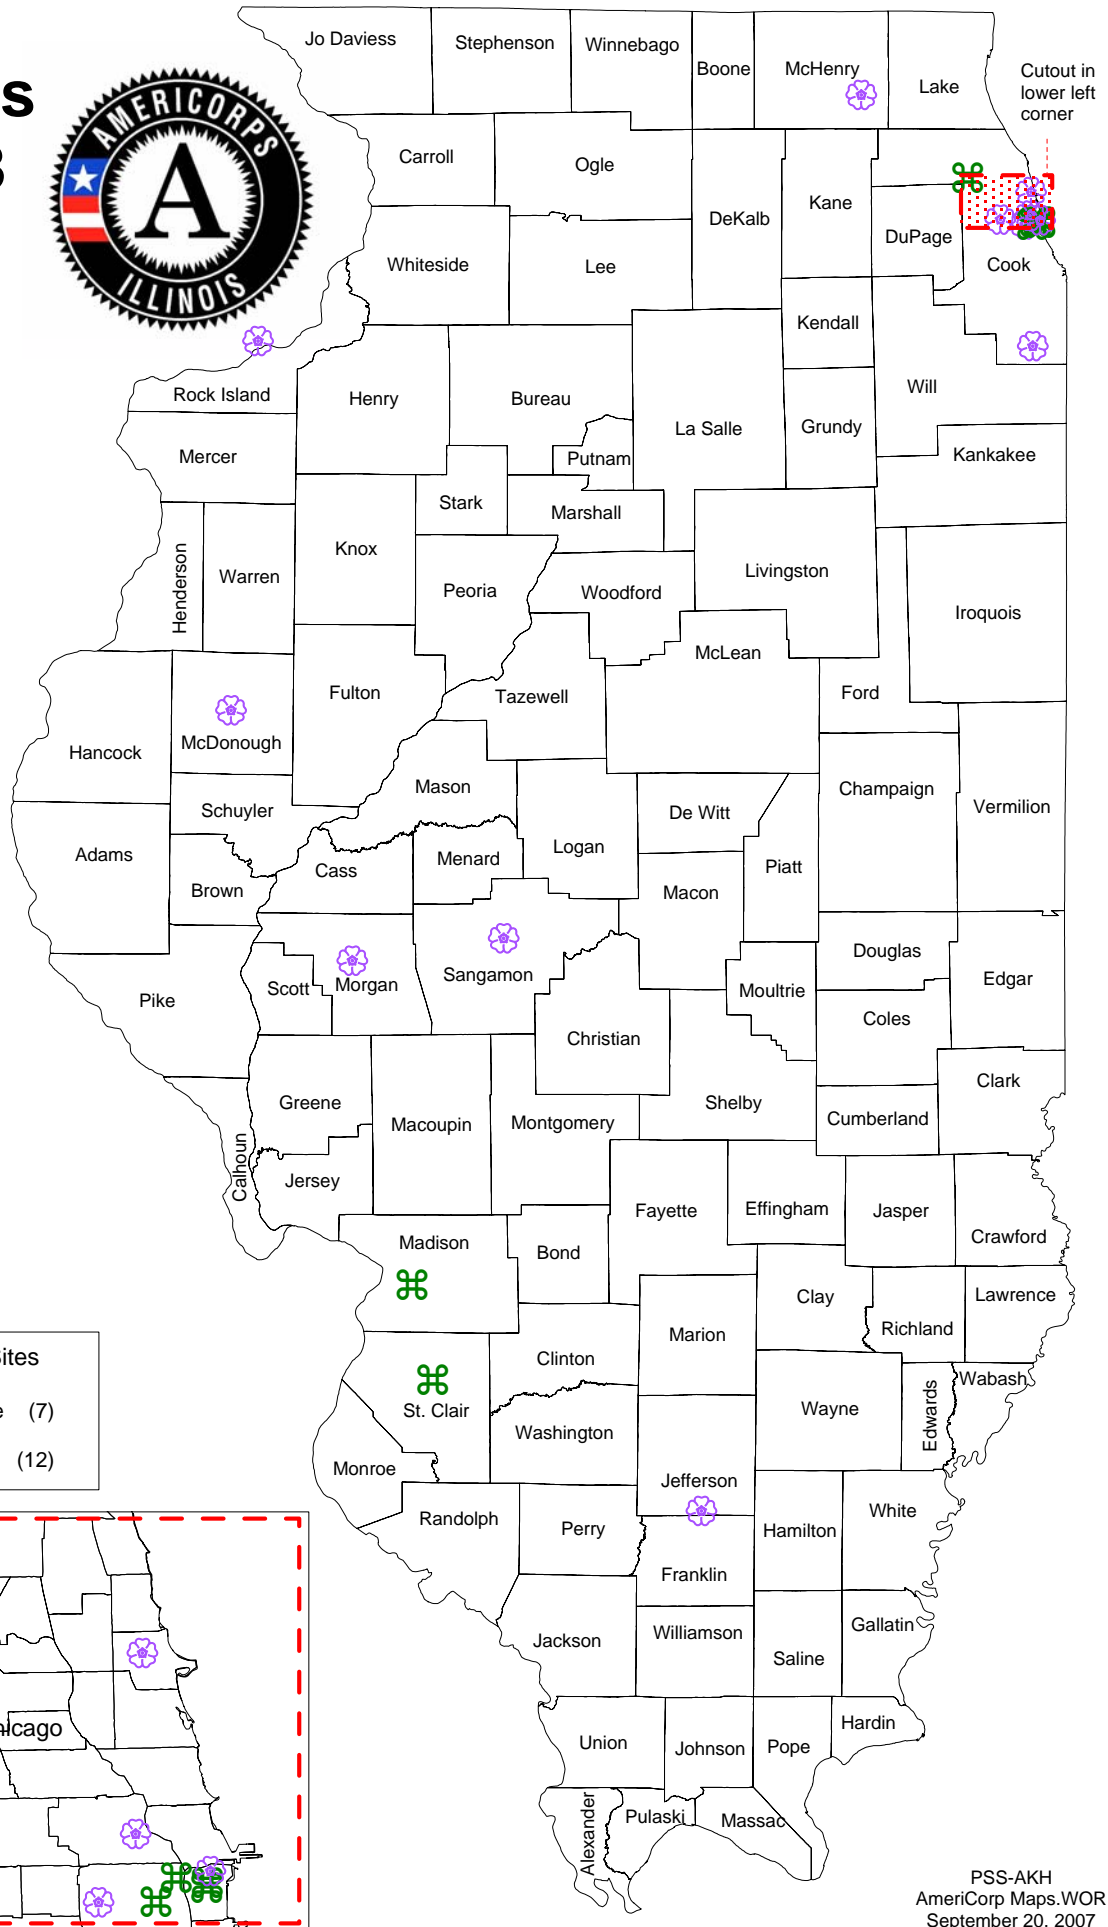 s
AMERICORPS
A
ILLINOIS
Cutout in
lower left
corner
Jo Daviess
Stephenson
Winnebago
Boone
McHenry
Lake
Carroll
Ogle
DeKalb
Kane
DuPage
Cook
Whiteside
Lee
Kendall
Rock Island
Henry
Bureau
La Salle
Grundy
Will
Mercer
Putnam
Kankakee
Stark
Marshall
Henderson
Warren
Knox
Peoria
Woodford
Livingston
Iroquois
McLean
Hancock
McDonough
Fulton
Tazewell
Ford
Schuyler
Mason
De Witt
Champaign
Vermilion
Adams
Brown
Cass
Menard
Logan
Macon
Piatt
Pike
Scott
Morgan
Sangamon
Christian
Moultrie
Douglas
Edgar
Coles
Greene
Macoupin
Montgomery
Shelby
Cumberland
Clark
Calhoun
Jersey
Fayette
Effingham
Jasper
Crawford
Madison
Bond
Clay
Richland
Lawrence
Marion
Clinton
St. Clair
Washington
Wayne
Edwards
Wabash
Monroe
Randolph
Perry
Jefferson
Hamilton
White
Franklin
Jackson
Williamson
Saline
Gallatin
Union
Johnson
Pope
Hardin
Alexander
Pulaski
Massac
ites
e (7)
(12)
icago
PSS-AKH
AmeriCorp Maps.WOR
September 20, 2007